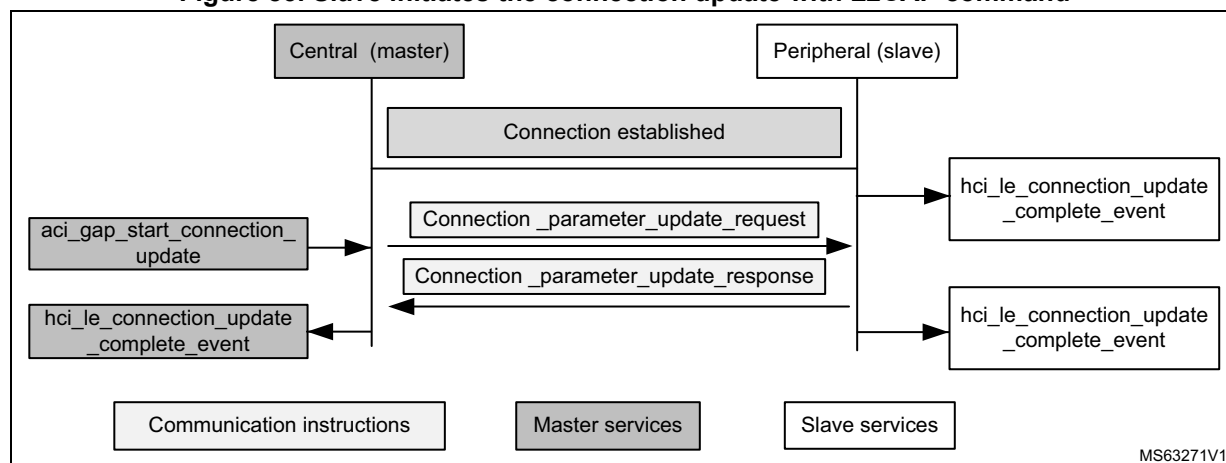 Figure Slave initiates the connection update with L2CAP command
Central (master)
Peripheral (slave)
Connection established
hci_le_connection_update
_complete_event
aci_gap_start_connection_
update
Connection _parameter_update_request
Connection _parameter_update_response
hci_le_connection_update
_complete_event
hci_le_connection_update
_complete_event
Communication instructions
Master services
Slave services
MS63271V1